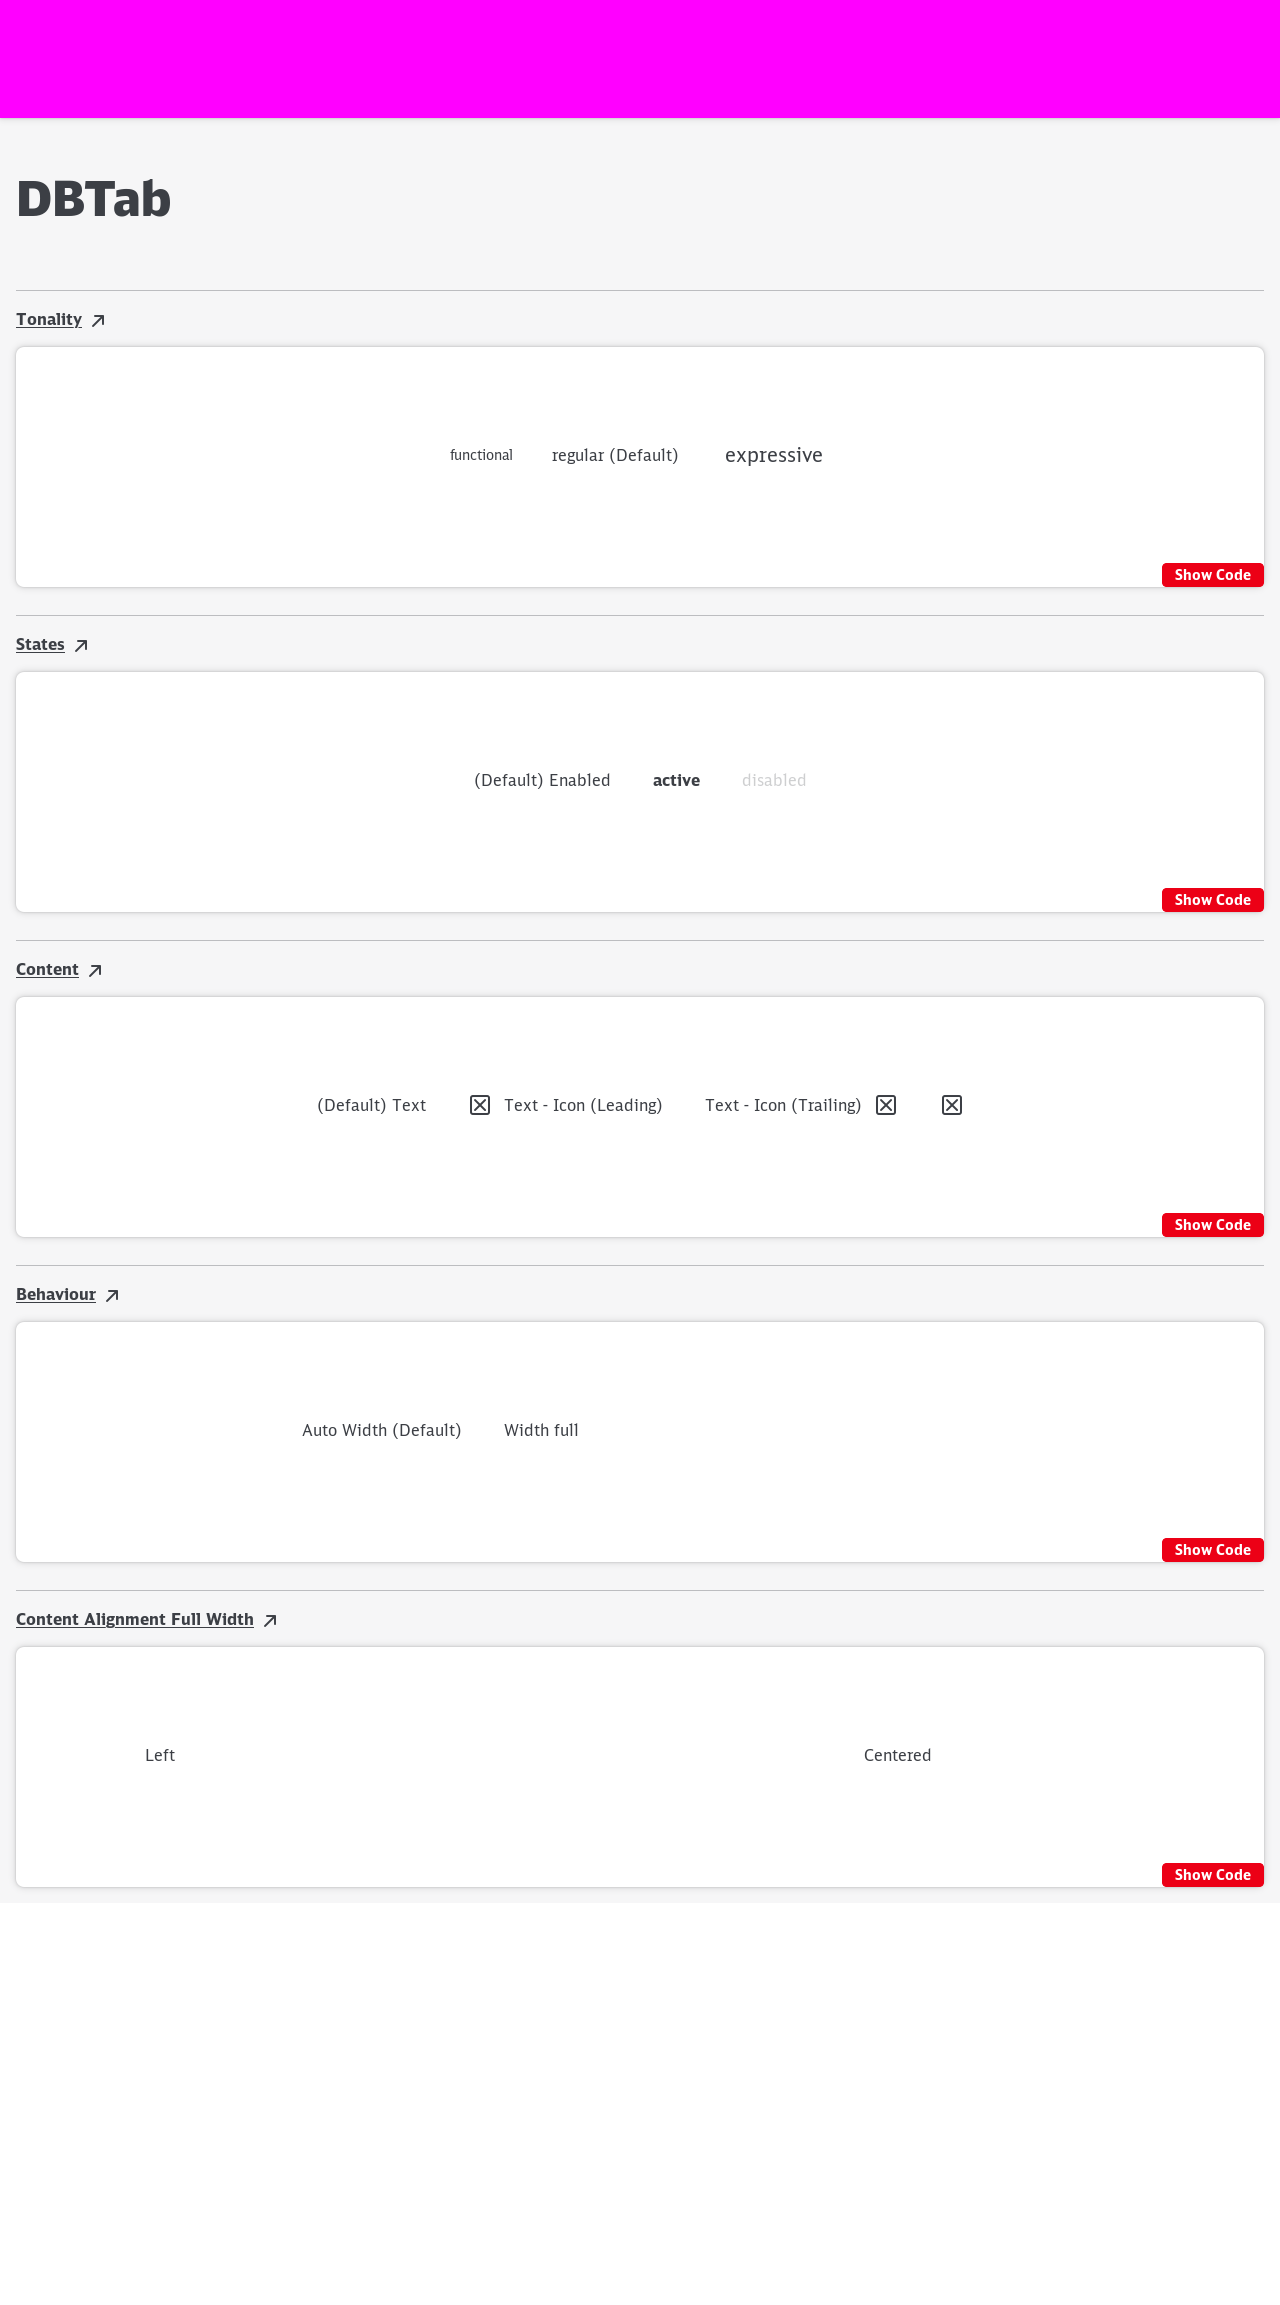 DBTab
Tonality
functional regular (Default) expressive
Show Code
States
(Default) Enabled active disabled
Show Code
Content
(Default) Text Text - Icon (Leading) Text - Icon (Trailing)
Show Code
Behaviour
Auto Width (Default) Width full
Show Code
Content Alignment Full Width
Left Centered
Show Code